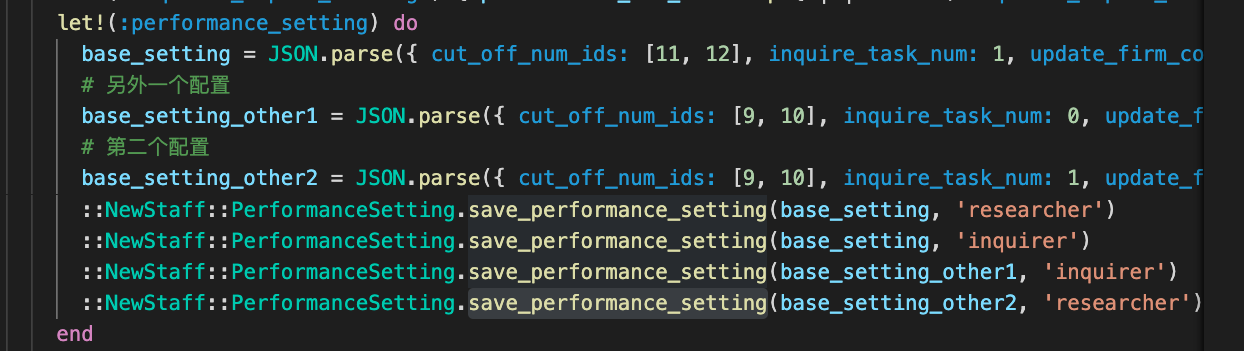 let!(:performance_setting) do
base_setting = JSON.parse({ cut_off_num_ids: [11, 12], inquire_task_num: 1, update_firm_co
# 另外一个配置
base_setting_other1 = JSON.parse({ cut_off_num_ids: [9, 10], inquire_task_num: 0, update_f
# 第二个配置
base_setting_other2 = JSON.parse({ cut_off_num_ids: [9, 10], inquire_task_num: 1, update_f
::NewStaff::PerformanceSetting.save_performance_setting(base_setting, 'researcher')
::NewStaff::PerformanceSetting.save_performance_setting(base_setting, 'inquirer')
::NewStaff::PerformanceSetting.save_performance_setting(base_setting_other1, 'inquirer')
::NewStaff::PerformanceSetting.save_performance_setting(base_setting_other2, 'researcher')
end